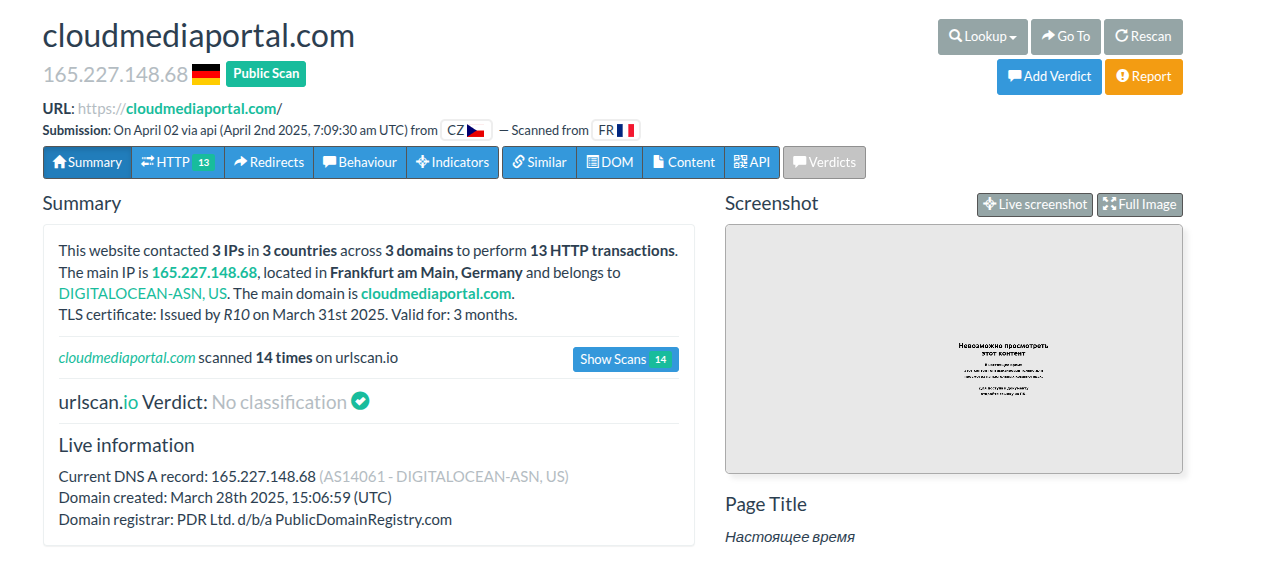 cloudmediaportal.com
Lookup
Go To
Rescan
165.227.148.68 Public Scan
Add Verdict
Report
URL: https://cloudmediaportal.com/
Submission: On April 02 via api (April 2nd 2025, 7:09:30 am UTC) from CZ — Scanned from FR
Summary
HTTP 13
Redirects
Behaviour
Indicators
Similar
DOM
Content
API
Verdicts
Summary
This website contacted 3 IPs in 3 countries across 3 domains to perform 13 HTTP transactions.
The main IP is 165.227.148.68, located in Frankfurt am Main, Germany and belongs to
DIGITALOCEAN-ASN, US. The main domain is cloudmediaportal.com.
TLS certificate: Issued by R10 on March 31st 2025. Valid for: 3 months.
cloudmediaportal.com scanned 14 times on urlscan.io
Show Scans 14
urlscan.io Verdict: No classification
Live information
Current DNS A record: 165.227.148.68 (AS14061 - DIGITALOCEAN-ASN, US)
Domain created: March 28th 2025, 15:06:59 (UTC)
Domain registrar: PDR Ltd. d/b/a PublicDomainRegistry.com
Screenshot
Live screenshot
Full Image
Невозможно просмотреть
этот контент
Page Title
Настоящее время